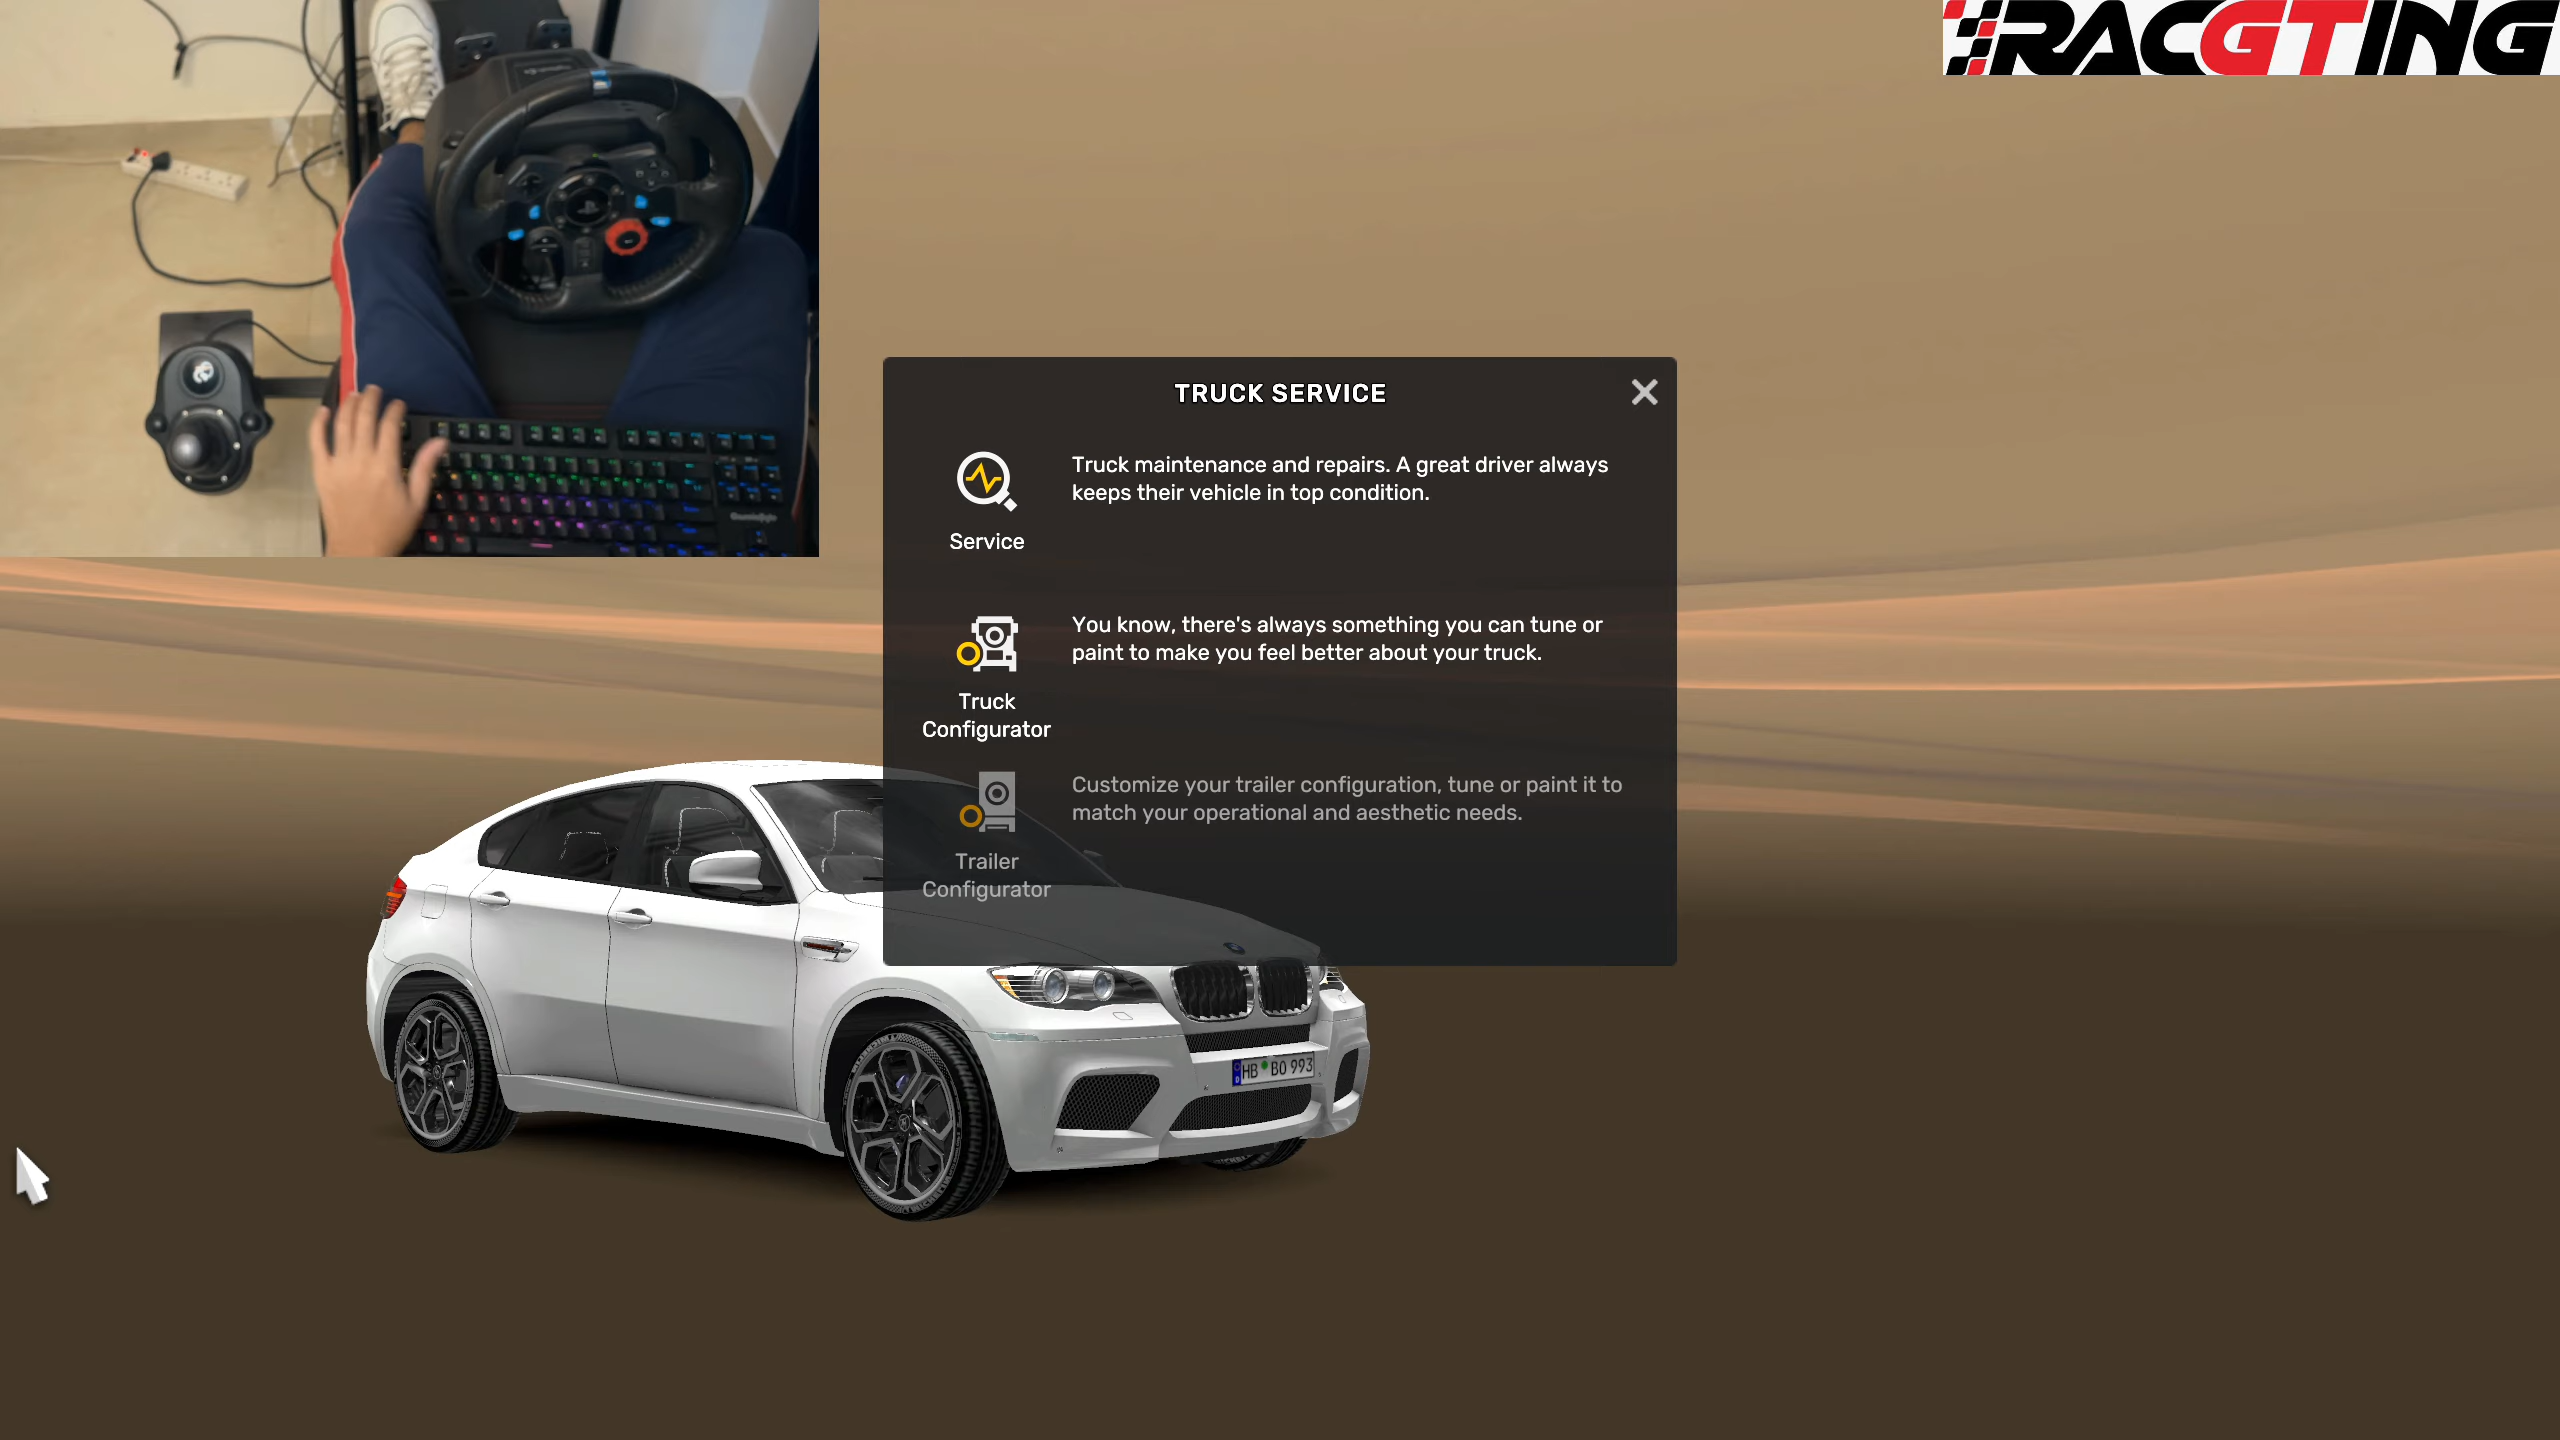 RACGTING
TRUCK SERVICE
Truck maintenance and repairs. A great driver always
keeps their vehicle in top condition.
Service
You know, there's always something you can tune or
paint to make you feel better about your truck.
Truck
Configurator
Customize your trailer configuration, tune or paint it to
match your operational and aesthetic needs.
Trailer
Configurator
HB BO 993